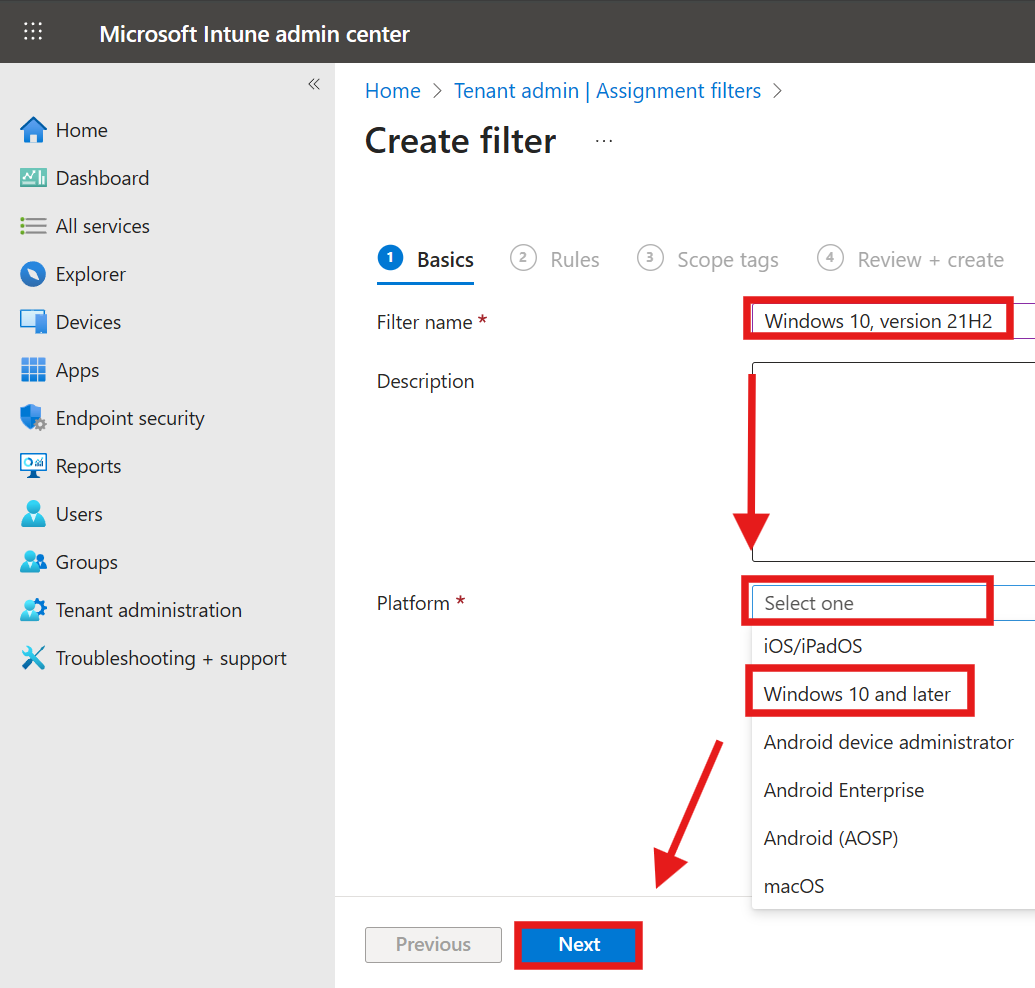 Microsoft Intune admin center
Home
Dashboard
All services
Explorer
Devices
Apps
Endpoint security
Reports
Users
Groups
Tenant administration
Troubleshooting + support
Home > Tenant admin | Assignment filters >
Create filter ...
1 Basics 2 Rules 3 Scope tags 4 Review + create
Filter name * Windows 10, version 21H2
Description
Platform * Select one
iOS/iPadOS
Windows 10 and later
Android device administrator
Android Enterprise
Android (AOSP)
macOS
Previous Next